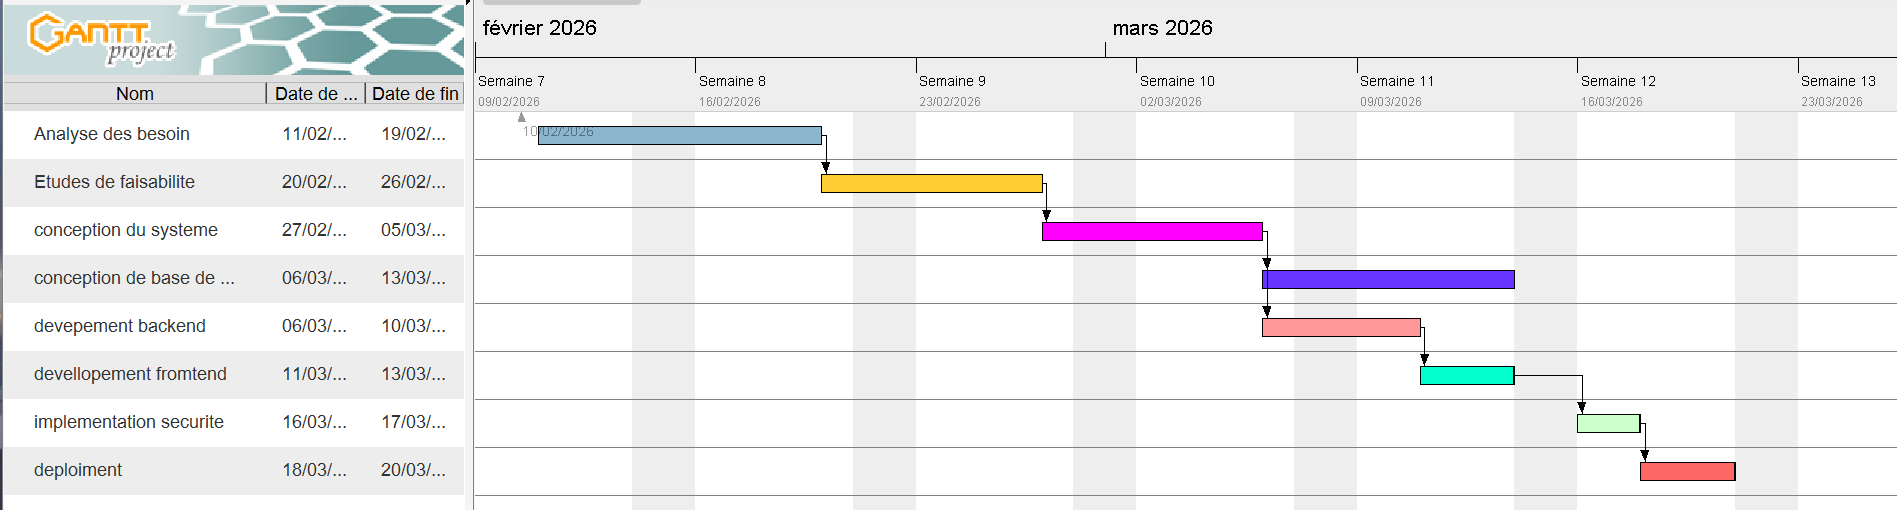 GANTT
project
février 2026
mars 2026
Nom Date de ... Date de fin
Semaine 7 Semaine 8 Semaine 9 Semaine 10 Semaine 11 Semaine 12 Semaine 13
09/02/2026 16/02/2026 23/02/2026 02/03/2026 09/03/2026 16/03/2026 23/03/2026
10/02/2026
Analyse des besoin 11/02/... 19/02/...
Etudes de faisabilite 20/02/... 26/02/...
conception du systeme 27/02/... 05/03/...
conception de base de ... 06/03/... 13/03/...
devepement backend 06/03/... 10/03/...
devellopement fromtend 11/03/... 13/03/...
implementation securite 16/03/... 17/03/...
deploiment 18/03/... 20/03/...